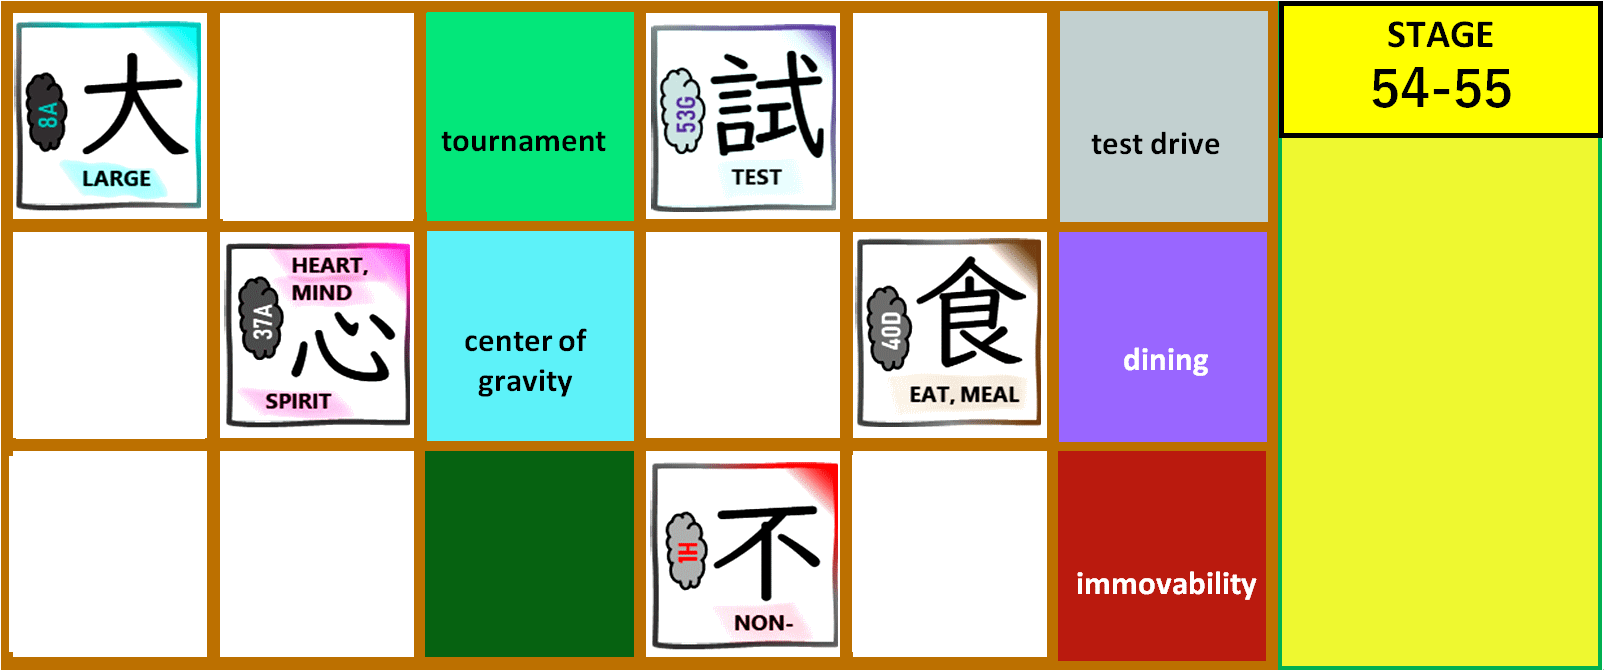 8A
大
LARGE
tournament
53G
試
TEST
test drive
STAGE
54-55
HEART,
MIND
37A
心
SPIRIT
center of
gravity
40D
食
EAT, MEAL
dining
1H
不
NON-
immovability